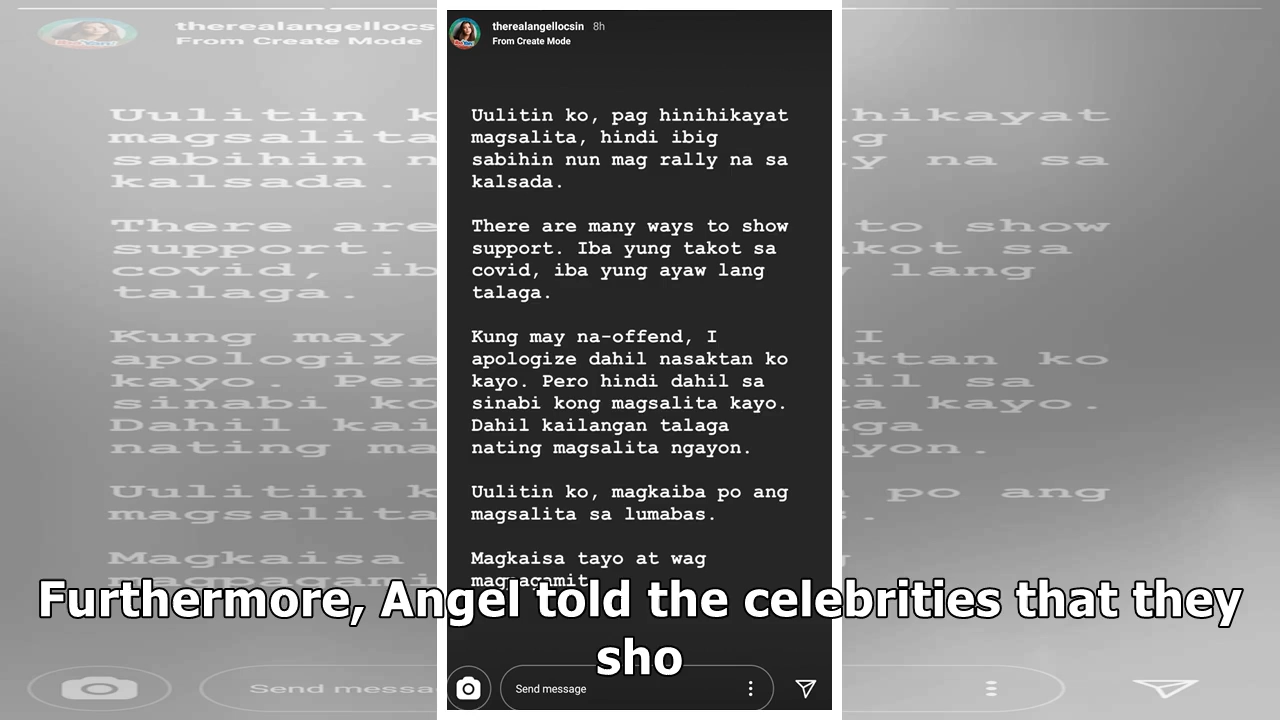 therealangellocsin 8h
From Create Mode
Uulitin ko, pag hinihikayat
magsalita, hindi ibig
sabihin nun mag rally na sa
kalsada.
There are many ways to show
support. Iba yung takot sa
covid, iba yung ayaw lang
talaga.
Kung may na-offend, I
apologize dahil nasaktan ko
kayo. Pero hindi dahil sa
sinabi kong magsalita kayo.
Dahil kailangan talaga
nating magsalita ngayon.
Uulitin ko, magkaiba po ang
magsalita sa lumabas.
Magkaisa tayo at wag
magpagamit.
Furthermore, Angel told the celebrities that they
sho
Send message